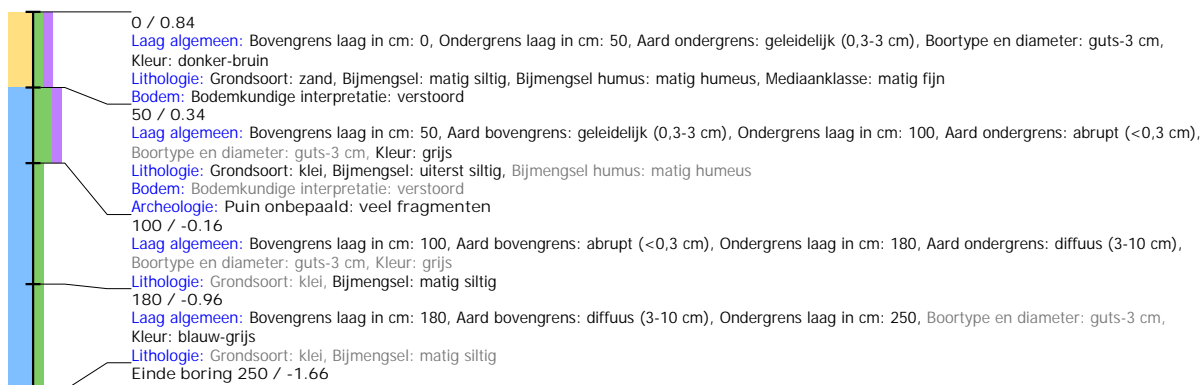 0 / 0.84
Laag algemeen: Bovengrens laag in cm: 0, Ondergrens laag in cm: 50, Aard ondergrens: geleidelijk (0,3-3 cm), Boortype en diameter: guts-3 cm,
Kleur: donker-bruin
Lithologie: Grondsoort: zand, Bijmengsel: matig siltig, Bijmengsel humus: matig humeus, Mediaanklasse: matig fijn
Bodem: Bodemkundige interpretatie: verstoord
50 / 0.34
Laag algemeen: Bovengrens laag in cm: 50, Aard bovengrens: geleidelijk (0,3-3 cm), Ondergrens laag in cm: 100, Aard ondergrens: abrupt (<0,3 cm),
Boortype en diameter: guts-3 cm, Kleur: grijs
Lithologie: Grondsoort: klei, Bijmengsel: uiterst siltig, Bijmengsel humus: matig humeus
Bodem: Bodemkundige interpretatie: verstoord
Archeologie: Puin onbepaald: veel fragmenten
100 / -0.16
Laag algemeen: Bovengrens laag in cm: 100, Aard bovengrens: abrupt (<0,3 cm), Ondergrens laag in cm: 180, Aard ondergrens: diffuus (3-10 cm),
Boortype en diameter: guts-3 cm, Kleur: grijs
Lithologie: Grondsoort: klei, Bijmengsel: matig siltig
180 / -0.96
Laag algemeen: Bovengrens laag in cm: 180, Aard bovengrens: diffuus (3-10 cm), Ondergrens laag in cm: 250, Boortype en diameter: guts-3 cm,
Kleur: blauw-grijs
Lithologie: Grondsoort: klei, Bijmengsel: matig siltig
Einde boring 250 / -1.66